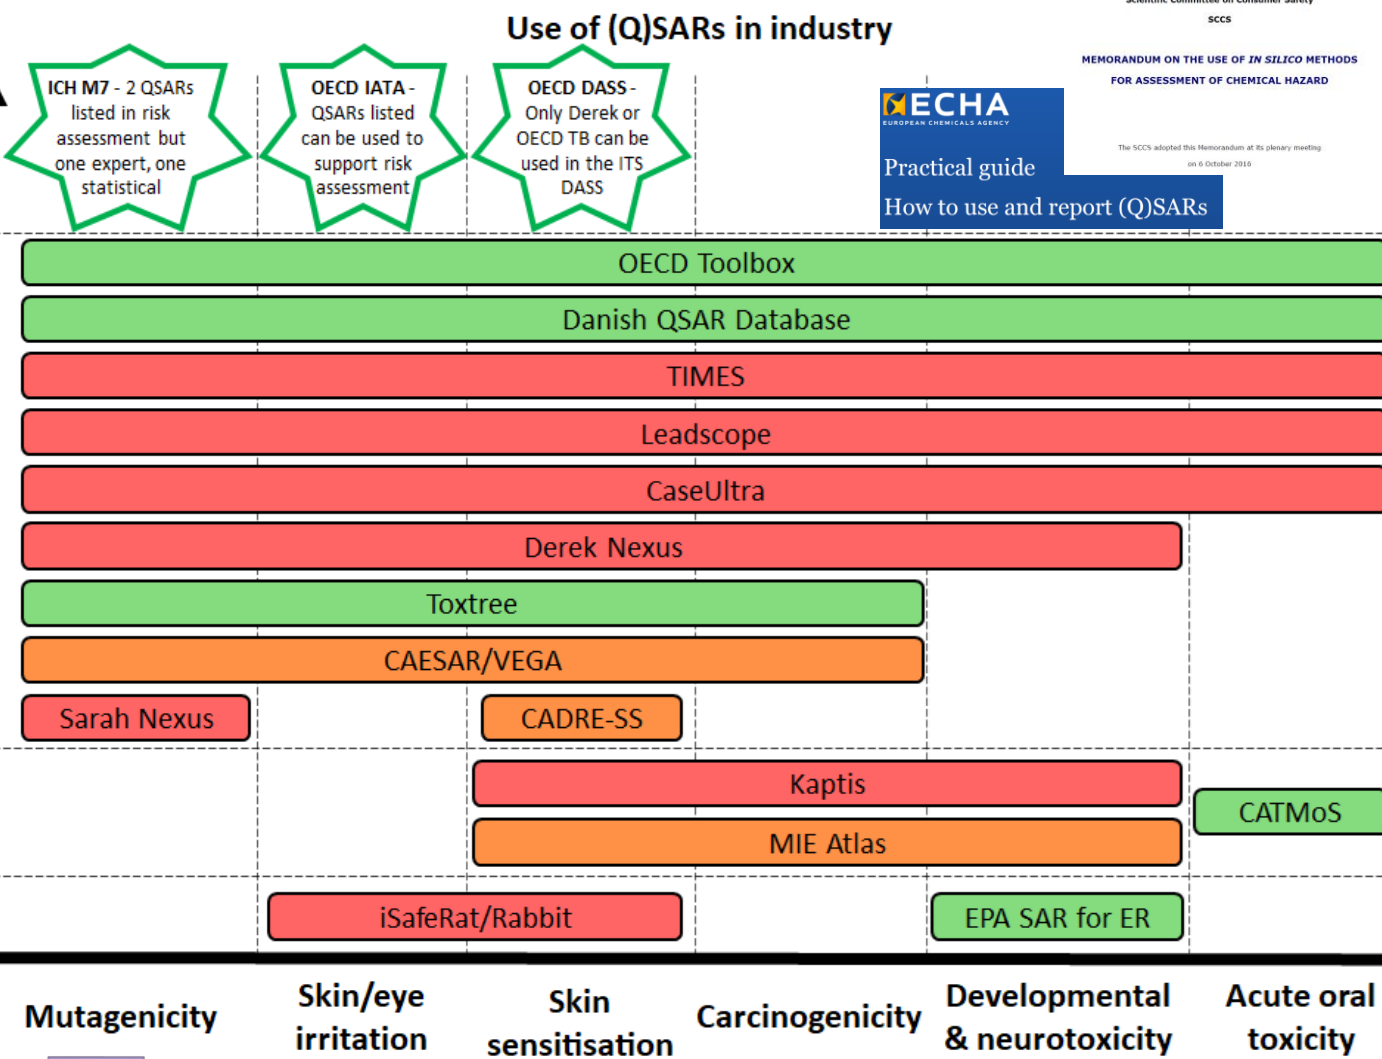 Scientific Committee on Consumer Safety
SCCS
Use of (Q)SARs in industry
MEMORANDUM ON THE USE OF IN SILICO METHODS
FOR ASSESSMENT OF CHEMICAL HAZARD
The SCCS adopted this Memorandum at its plenary meeting
on 6 October 2016
ICH M7 - 2 QSARs
listed in risk
assessment but
one expert, one
statistical
OECD IATA -
QSARs listed
can be used to
support risk
assessment
OECD DASS -
Only Derek or
OECD TB can be
used in the ITS
DASS
ECHA
EUROPEAN CHEMICALS AGENCY
Practical guide
How to use and report (Q)SARs
OECD Toolbox
Danish QSAR Database
TIMES
Leadscope
CaseUltra
Derek Nexus
Toxtree
CAESAR/VEGA
Sarah Nexus
CADRE-SS
Kaptis
CATMoS
MIE Atlas
iSafeRat/Rabbit
EPA SAR for ER
Mutagenicity
Skin/eye
irritation
Skin
sensitisation
Carcinogenicity
Developmental
& neurotoxicity
Acute oral
toxicity